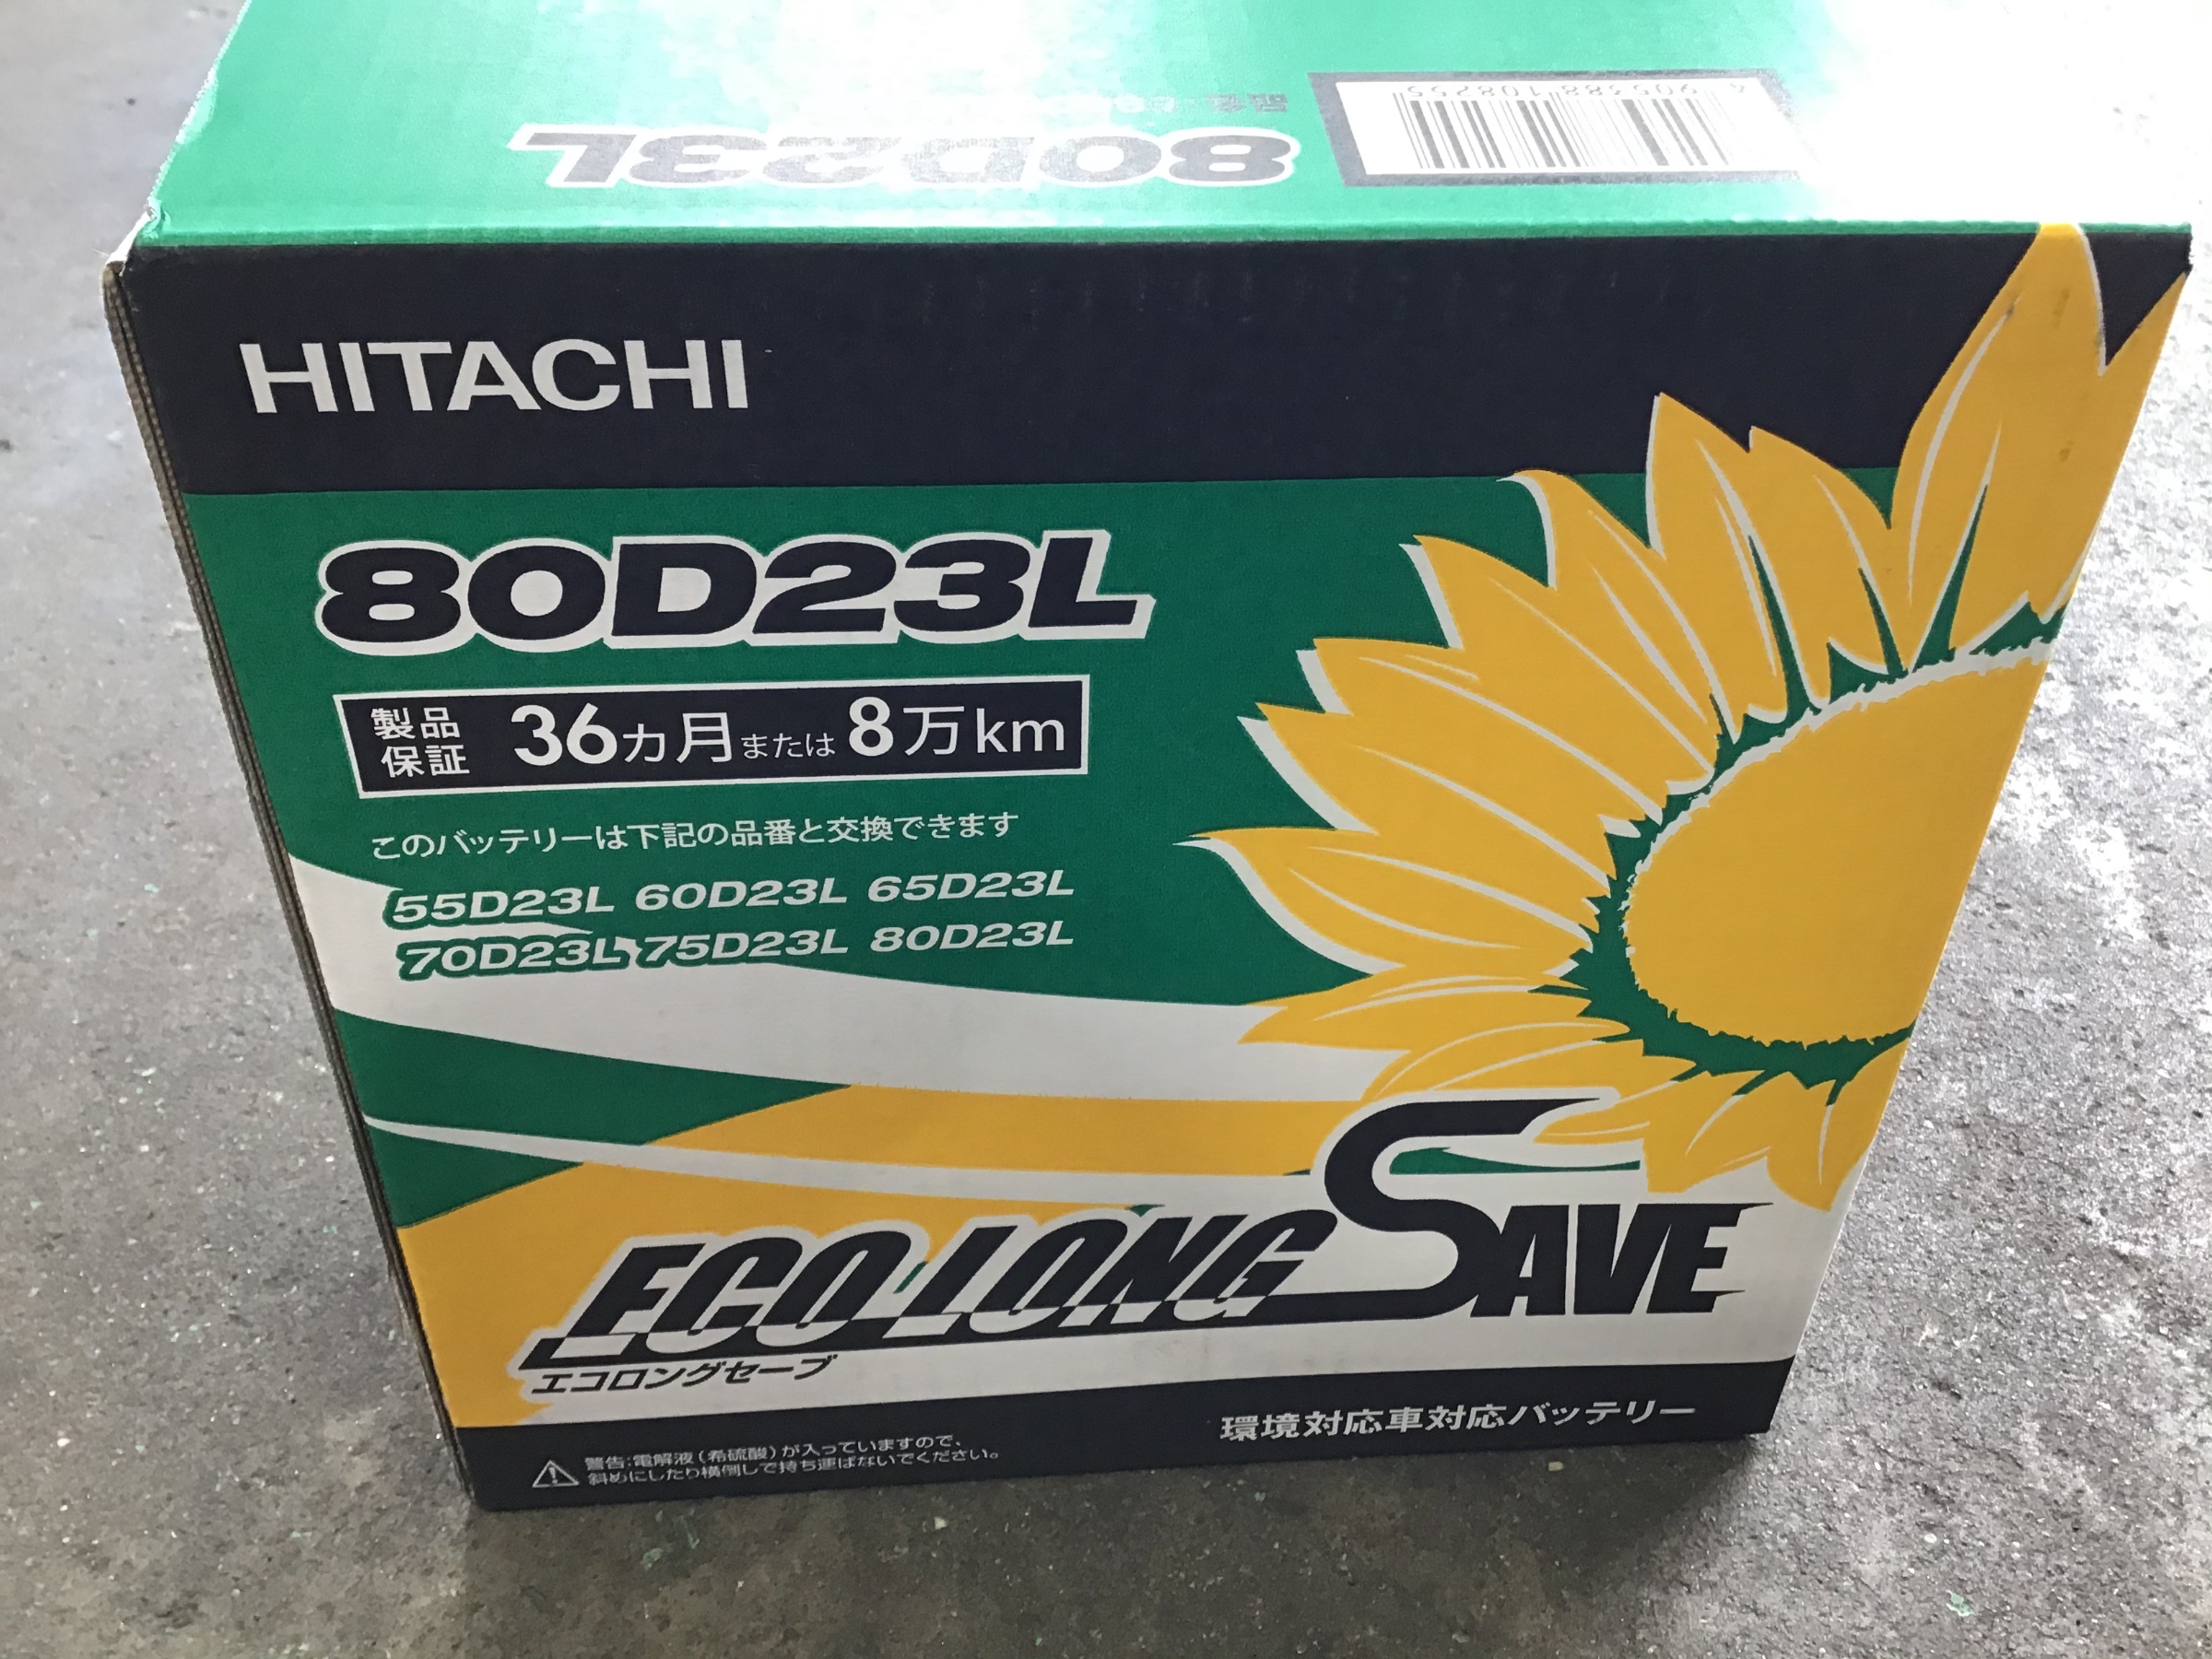 4 905388 108255
80D23L
HITACHI
80D23L
製品保証 36カ月または8万km
このバッテリーは下記の品番と交換できます
55D23L 60D23L 65D23L
70D23L 75D23L 80D23L
ECO LONG SAVE
エコロングセーブ
環境対応車対応バッテリー
警告:電解液(希硫酸)が入っていますので、
斜めにしたり横倒しで持ち運ばないでください。